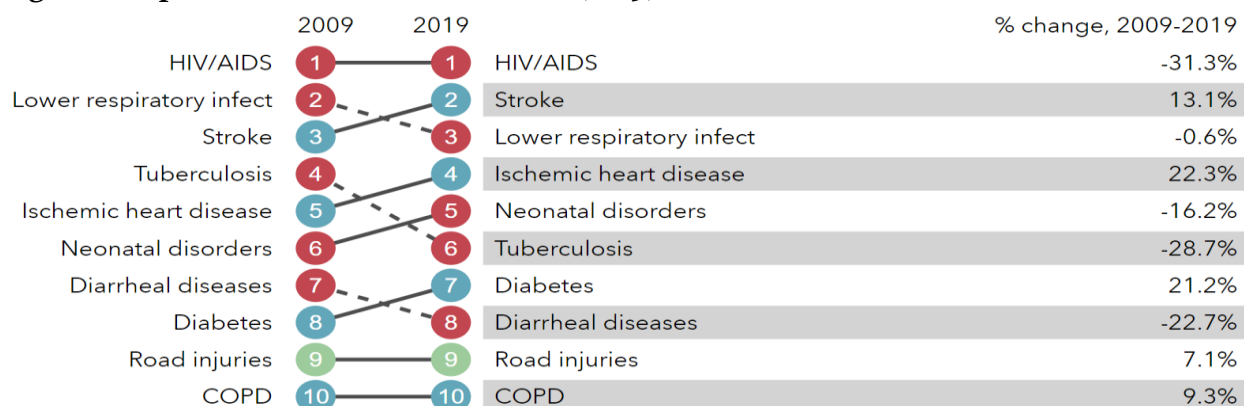 2009 2019 % change, 2009-2019
HIV/AIDS 1 1 HIV/AIDS -31.3%
Lower respiratory infect 2 2 Stroke 13.1%
Stroke 3 3 Lower respiratory infect -0.6%
Tuberculosis 4 4 Ischemic heart disease 22.3%
Ischemic heart disease 5 5 Neonatal disorders -16.2%
Neonatal disorders 6 6 Tuberculosis -28.7%
Diarrheal diseases 7 7 Diabetes 21.2%
Diabetes 8 8 Diarrheal diseases -22.7%
Road injuries 9 9 Road injuries 7.1%
COPD 10 10 COPD 9.3%